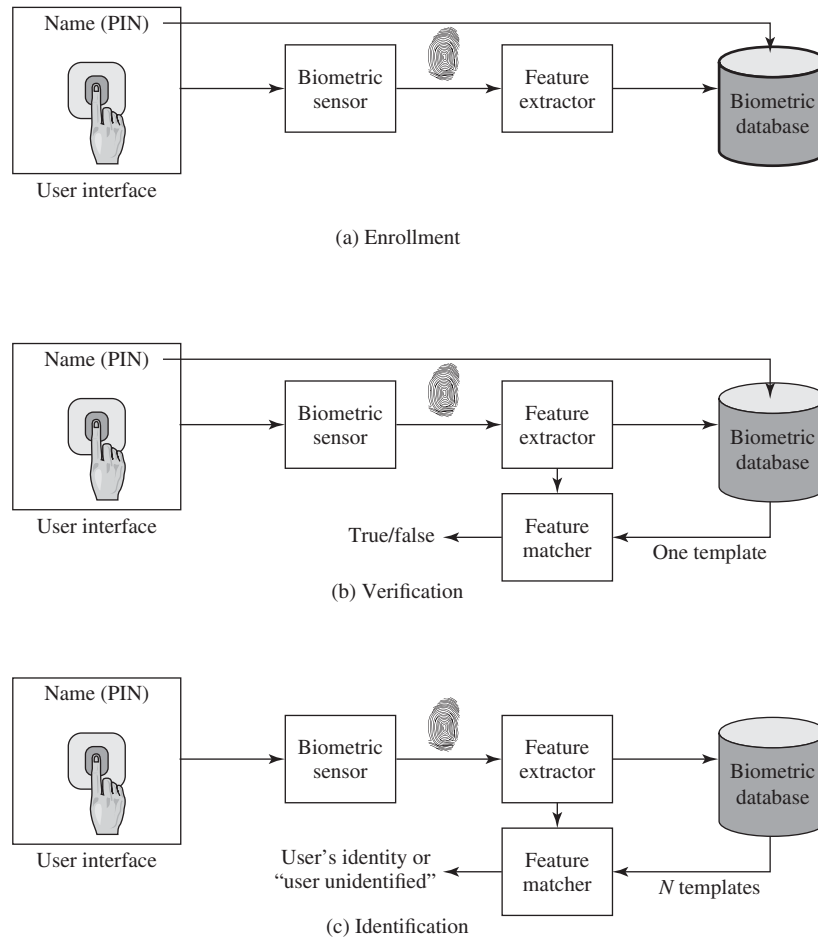 Name (PIN)
Biometric
sensor
Feature
extractor
Biometric
database
User interface
(a) Enrollment
Name (PIN)
Biometric
sensor
Feature
extractor
Biometric
database
User interface
True/false
Feature
matcher
One template
(b) Verification
Name (PIN)
Biometric
sensor
Feature
extractor
Biometric
database
User interface
User's identity or
“user unidentified”
Feature
matcher
N templates
(c) Identification